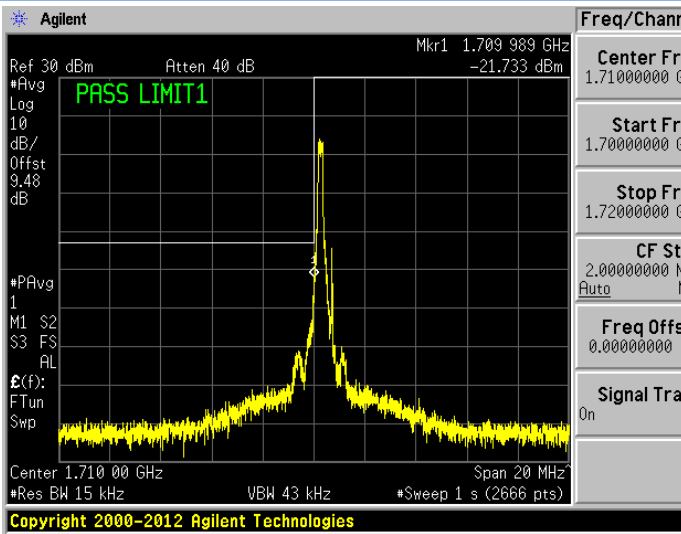 Agilent
Freq/Chann
Mkr1 1.709 989 GHz
Ref 30 dBm Atten 40 dB -21.733 dBm
#Avg
Log
10
dB/
Offst
9.48
dB
PASS LIMIT1
1
#PAvg
1
M1 S2
S3 FS
AL
£(f):
FTun
Swp
Center 1.710 00 GHz Span 20 MHz^
#Res BW 15 kHz VBW 43 kHz #Sweep 1 s (2666 pts)
Copyright 2000-2012 Agilent Technologies
Center Fr
1.71000000 G
Start Fr
1.70000000 G
Stop Fr
1.72000000 G
CF St
2.00000000 M
Auto M
Freq Offs
0.00000000
Signal Tra
On